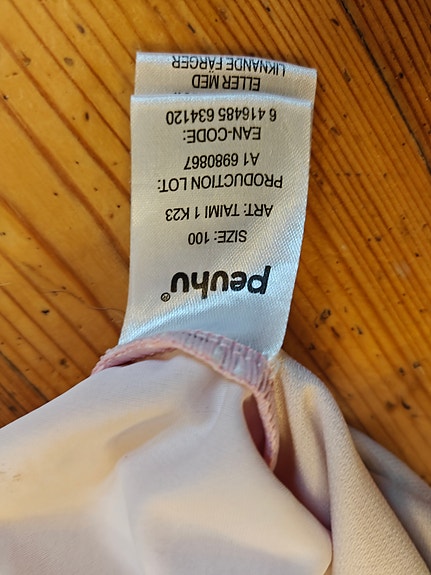 peuhu®
SIZE: 100
ART: TAIMI 1 K23
PRODUCTION LOT:
A1 6980867
EAN-CODE:
6 416485 634120
ELLER MED
LIKNANDE FÄRGER